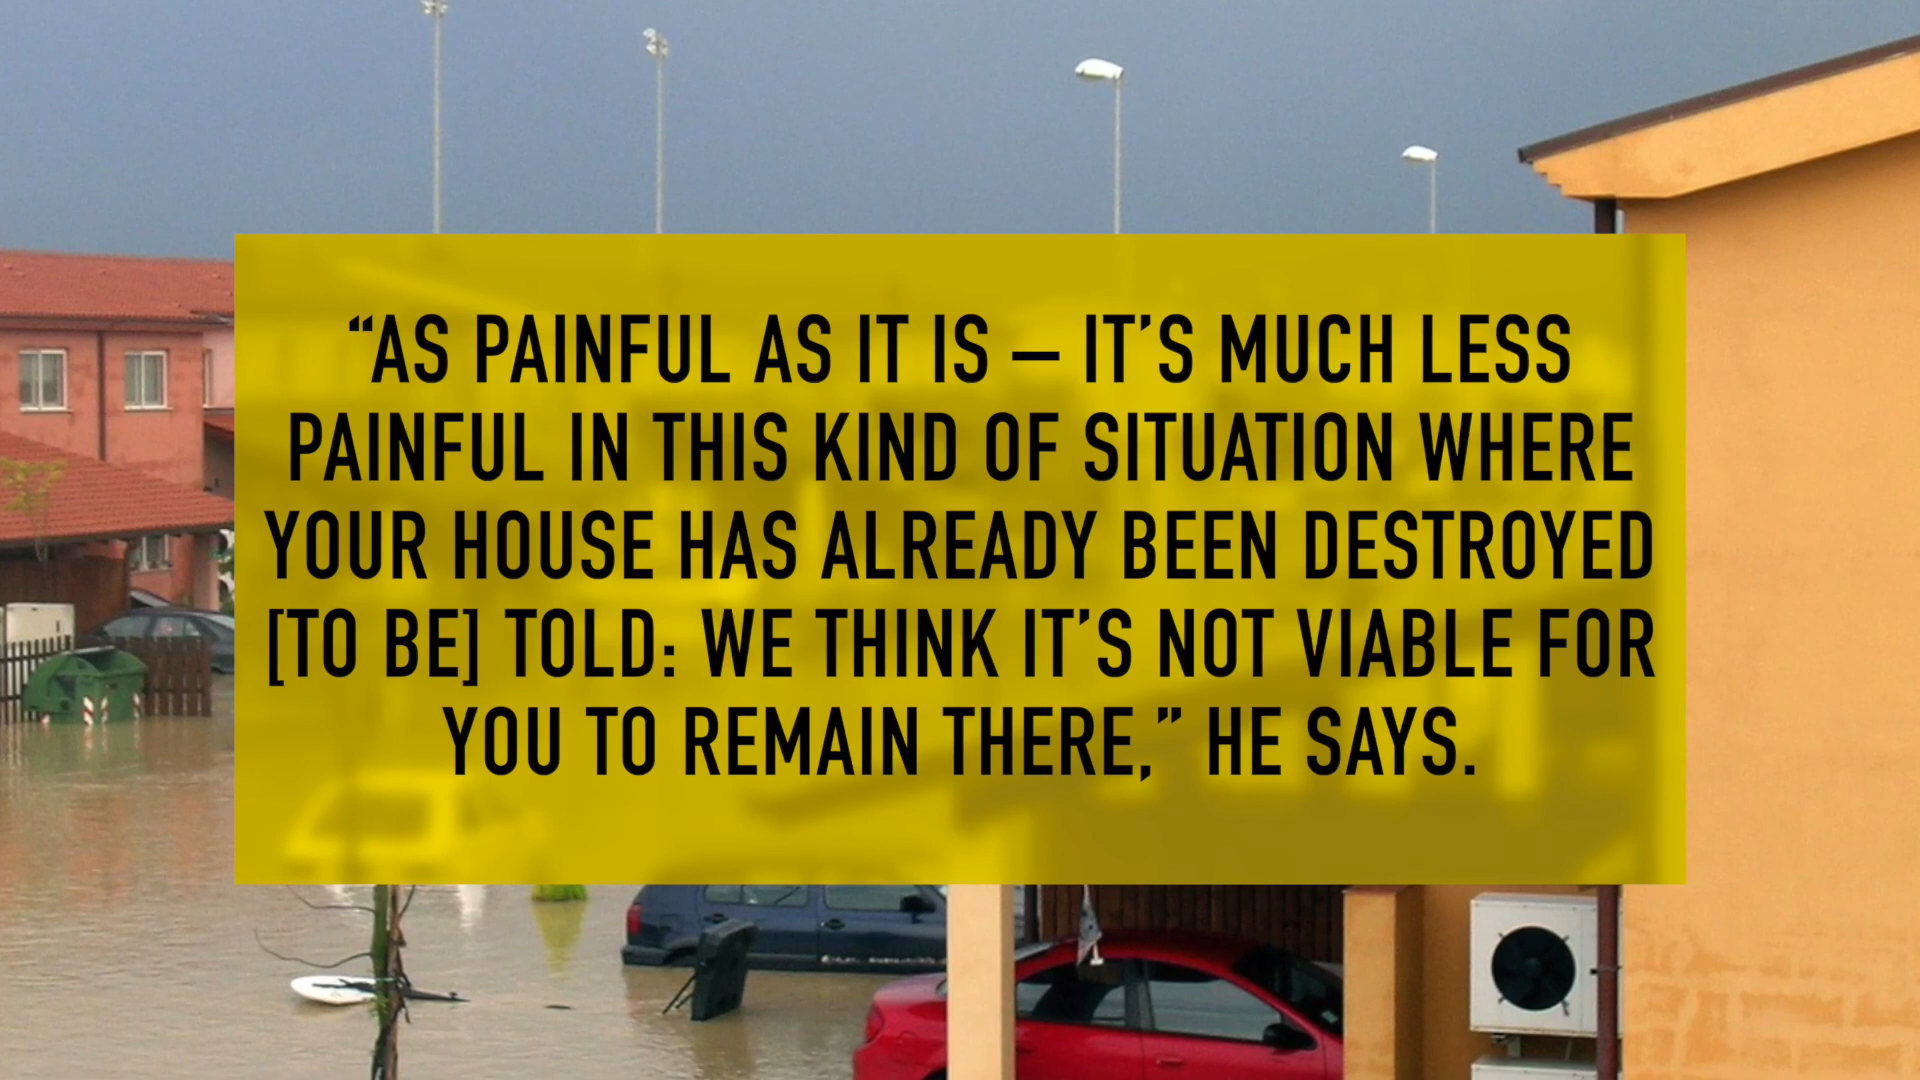 “AS PAINFUL AS IT IS – IT’S MUCH LESS
PAINFUL IN THIS KIND OF SITUATION WHERE
YOUR HOUSE HAS ALREADY BEEN DESTROYED
[TO BE] TOLD: WE THINK IT’S NOT VIABLE FOR
YOU TO REMAIN THERE,” HE SAYS.